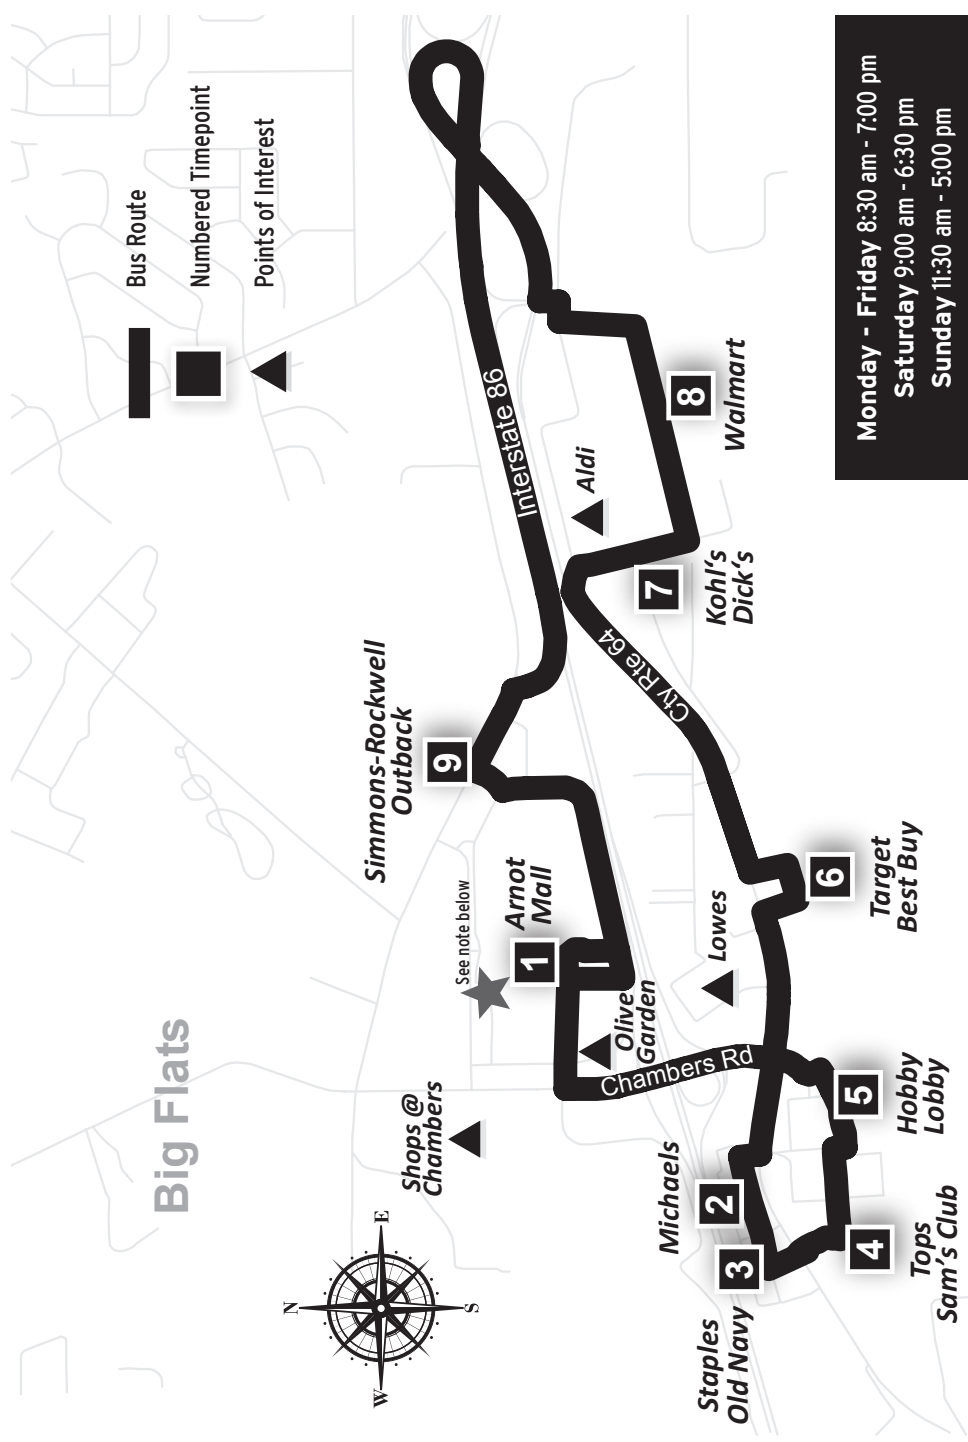 Big Flats
Bus Route
Numbered Timepoint
Points of Interest
N
E
S
W
Shops @
Chambers
See note below
1
Arnot
Mall
Olive
Garden
Chambers Rd
Michaels
2
3
Staples
Old Navy
4
Tops
Sam's Club
5
Hobby
Lobby
Lowes
6
Target
Best Buy
Cty Rte 64
7
Kohl‘s
Dick‘s
Aldi
8
Walmart
Interstate 86
Simmons-Rockwell
Outback
9
Monday - Friday 8:30 am - 7:00 pm
Saturday 9:00 am - 6:30 pm
Sunday 11:30 am - 5:00 pm